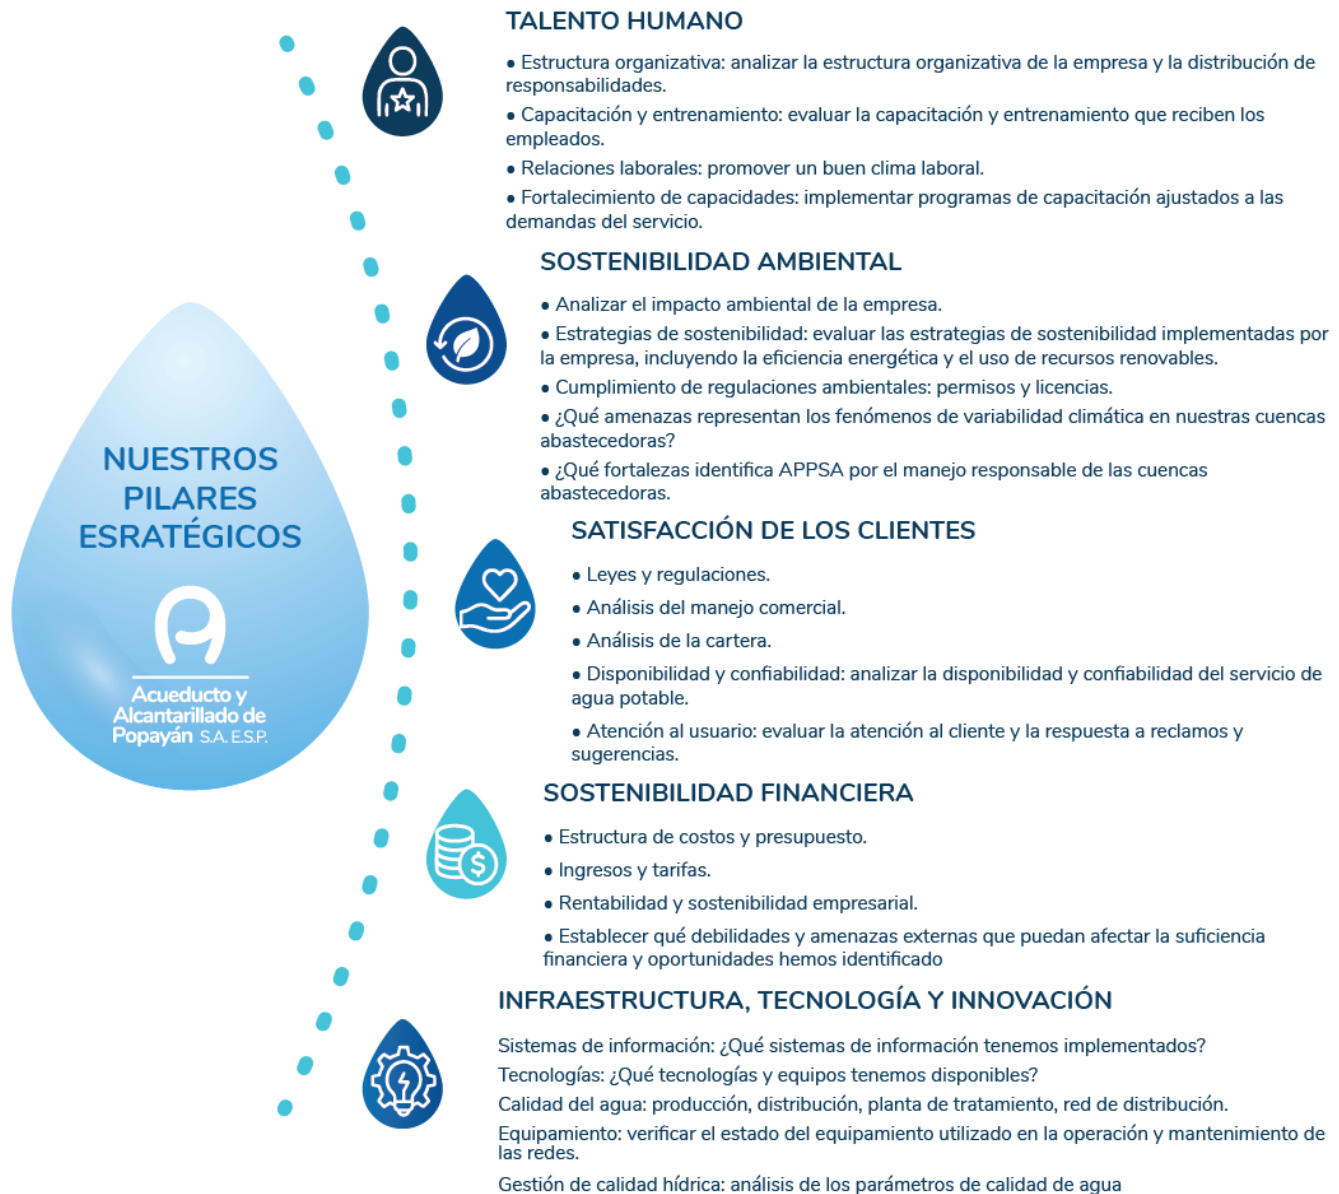 NUESTROS
PILARES
ESRATÉGICOS
Acueducto y
Alcantarillado de
Popayán S.A. E.S.P.
TALENTO HUMANO
• Estructura organizativa: analizar la estructura organizativa de la empresa y la distribución de
responsabilidades.
• Capacitación y entrenamiento: evaluar la capacitación y entrenamiento que reciben los
empleados.
• Relaciones laborales: promover un buen clima laboral.
• Fortalecimiento de capacidades: implementar programas de capacitación ajustados a las
demandas del servicio.
SOSTENIBILIDAD AMBIENTAL
• Analizar el impacto ambiental de la empresa.
• Estrategias de sostenibilidad: evaluar las estrategias de sostenibilidad implementadas por
la empresa, incluyendo la eficiencia energética y el uso de recursos renovables.
• Cumplimiento de regulaciones ambientales: permisos y licencias.
• ¿Qué amenazas representan los fenómenos de variabilidad climática en nuestras cuencas
abastecedoras?
• ¿Qué fortalezas identifica APPSA por el manejo responsable de las cuencas
abastecedoras.
SATISFACCIÓN DE LOS CLIENTES
• Leyes y regulaciones.
• Análisis del manejo comercial.
• Análisis de la cartera.
• Disponibilidad y confiabilidad: analizar la disponibilidad y confiabilidad del servicio de
agua potable.
• Atención al usuario: evaluar la atención al cliente y la respuesta a reclamos y
sugerencias.
SOSTENIBILIDAD FINANCIERA
• Estructura de costos y presupuesto.
• Ingresos y tarifas.
• Rentabilidad y sostenibilidad empresarial.
• Establecer qué debilidades y amenazas externas que puedan afectar la suficiencia
financiera y oportunidades hemos identificado
INFRAESTRUCTURA, TECNOLOGÍA Y INNOVACIÓN
Sistemas de información: ¿Qué sistemas de información tenemos implementados?
Tecnologías: ¿Qué tecnologías y equipos tenemos disponibles?
Calidad del agua: producción, distribución, planta de tratamiento, red de distribución.
Equipamiento: verificar el estado del equipamiento utilizado en la operación y mantenimiento de
las redes.
Gestión de calidad hídrica: análisis de los parámetros de calidad de agua